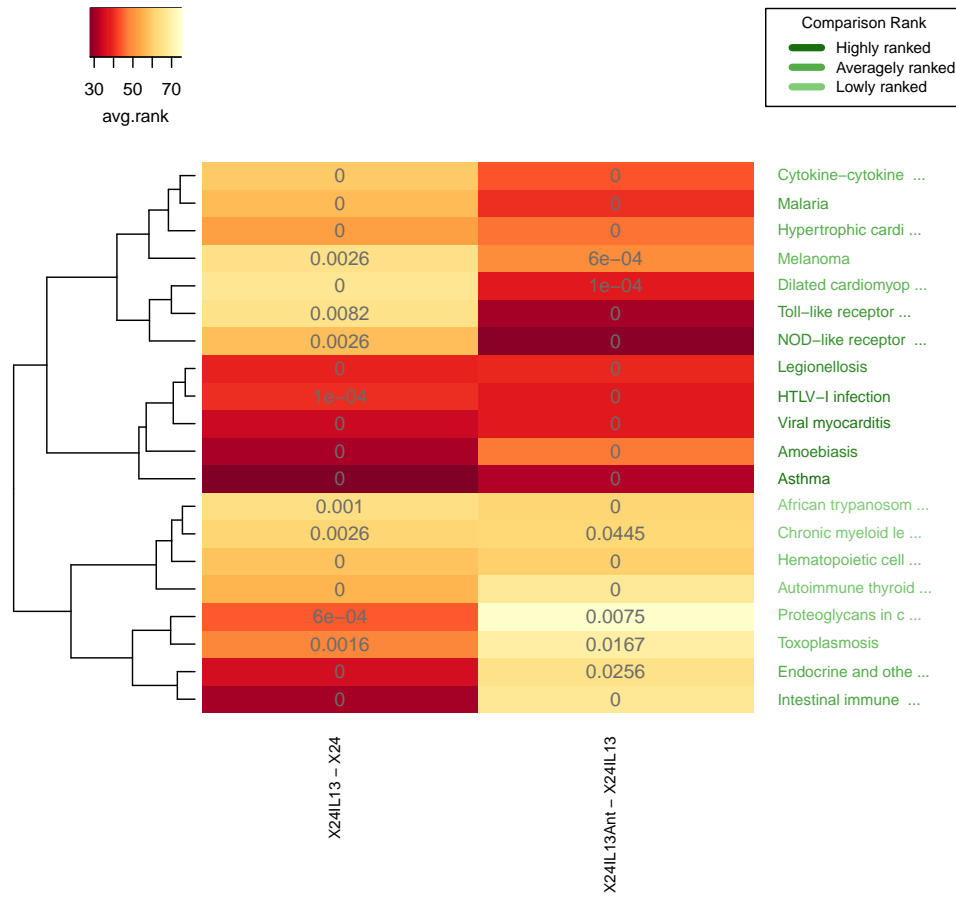 30 50 70
avg.rank
Comparison Rank
Highly ranked
Averagely ranked
Lowly ranked
0 0 Cytokine−cytokine ...
0 0 Malaria
0 0 Hypertrophic cardi ...
0.0026 6e−04 Melanoma
0 1e−04 Dilated cardiomyop ...
0.0082 0 Toll−like receptor ...
0.0026 0 NOD−like receptor ...
0 0 Legionellosis
1e−04 0 HTLV−I infection
0 0 Viral myocarditis
0 0 Amoebiasis
0 0 Asthma
0.001 0 African trypanosom ...
0.0026 0.0445 Chronic myeloid le ...
0 0 Hematopoietic cell ...
0 0 Autoimmune thyroid ...
6e−04 0.0075 Proteoglycans in c ...
0.0016 0.0167 Toxoplasmosis
0 0.0256 Endocrine and othe ...
0 0 Intestinal immune ...
X24IL13 − X24
X24IL13Ant − X24IL13